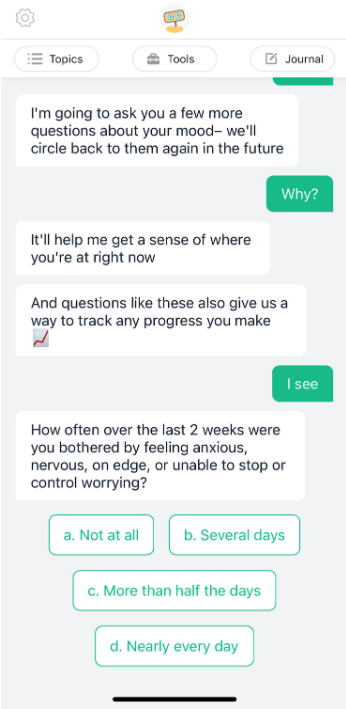 Topics
Tools
Journal
I'm going to ask you a few more
questions about your mood– we'll
circle back to them again in the future
Why?
It'll help me get a sense of where
you're at right now
And questions like these also give us a
way to track any progress you make
I see
How often over the last 2 weeks were
you bothered by feeling anxious,
nervous, on edge, or unable to stop or
control worrying?
a. Not at all
b. Several days
c. More than half the days
d. Nearly every day